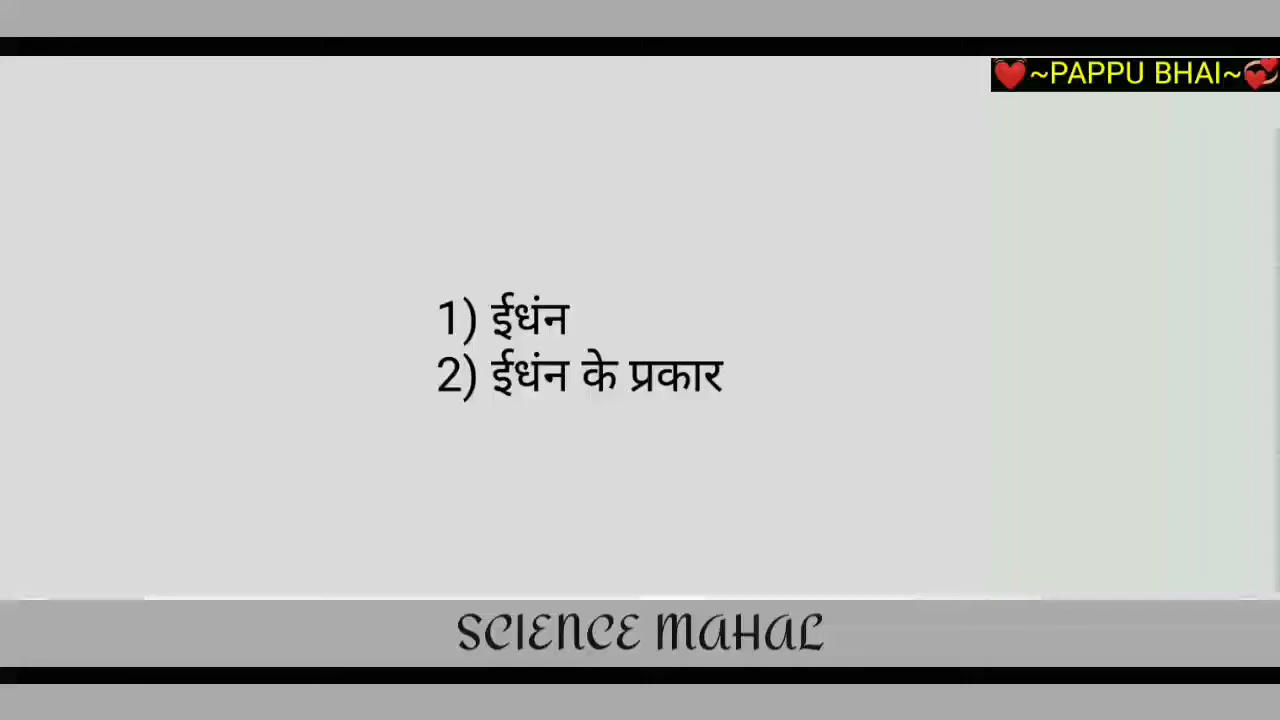 ❤️~PAPPU BHAI~💞
1) ईधंन
2) ईधंन के प्रकार
SCIENCE MAHAL